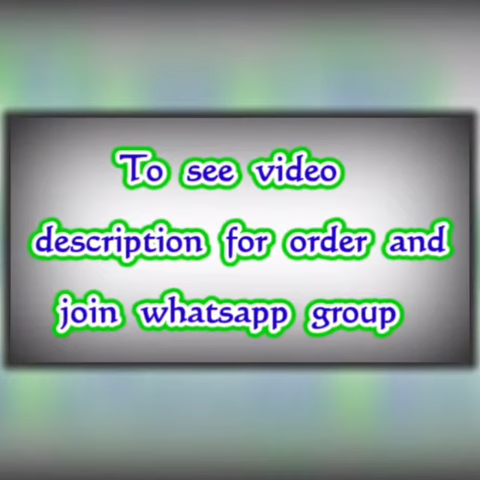 To see video
description for order and
join whatsapp group